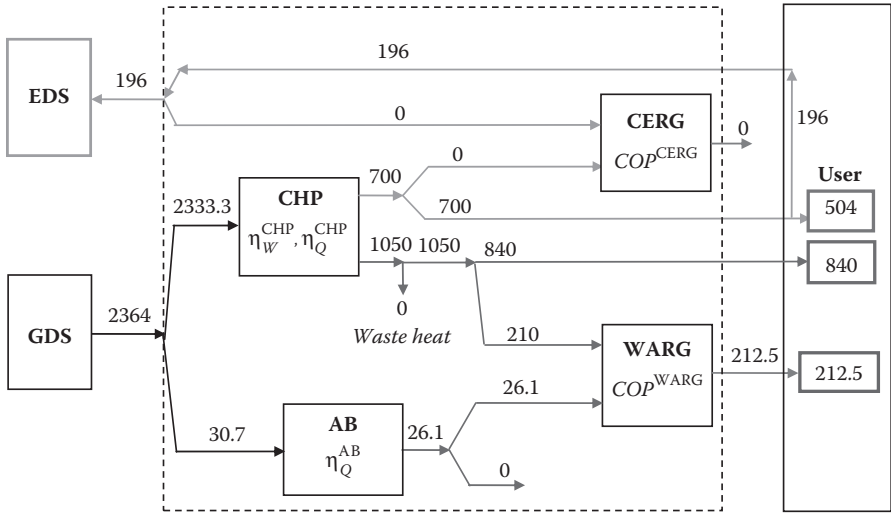 196
EDS
196
0
CERG
COP^CERG
0
196
0
User
700
CHP
700
504
2333.3
η_W^CHP, η_Q^CHP
1050 1050
840
840
0
Waste heat
GDS
2364
210
WARG
COP^WARG
212.5
212.5
26.1
30.7
AB
η_Q^AB
26.1
0